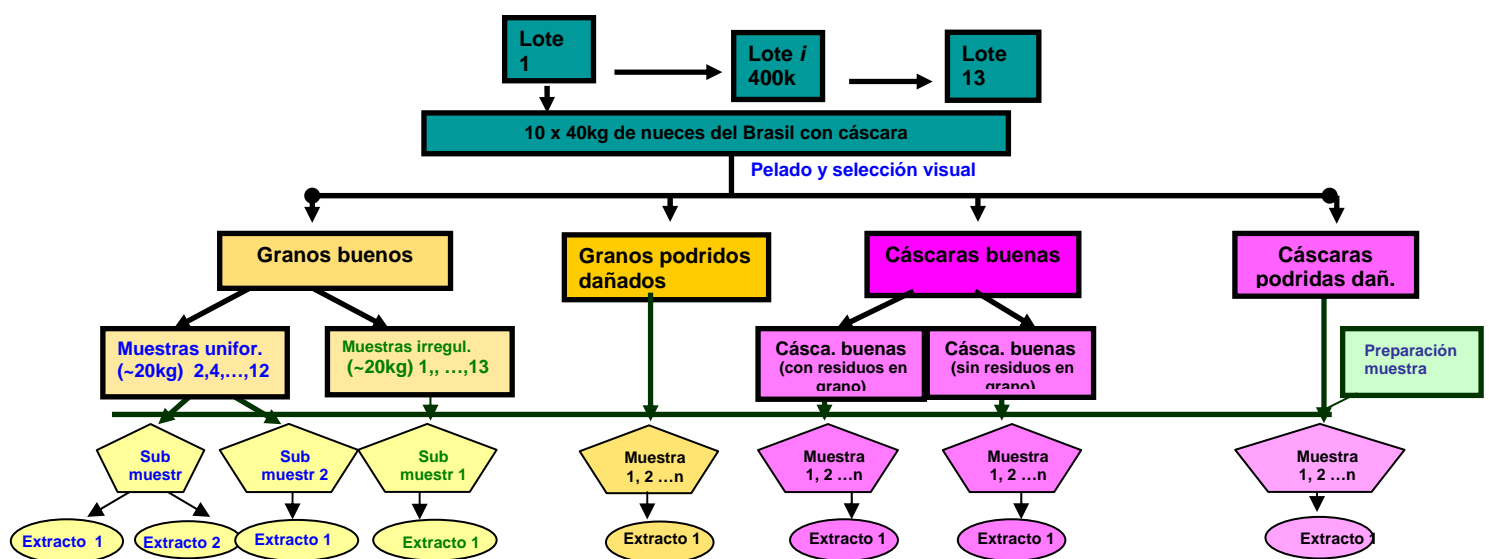 Lote
1
Lote i
400k
Lote
13
10 x 40kg de nueces del Brasil con cáscara
Pelado y selección visual
Granos buenos
Granos podridos
dañados
Cáscaras buenas
Cáscaras
podridas dañ.
Muestras unifor.
(~20kg) 2,4,…,12
Muestras irregul.
(~20kg) 1,, …,13
Cásca. buenas
(con residuos en
grano)
Cásca. buenas
(sin residuos en
grano)
Preparación
muestra
Sub
muestr
Sub
muestr 2
Sub
muestr 1
Muestra
1, 2 …n
Muestra
1, 2 …n
Muestra
1, 2 …n
Muestra
1, 2 …n
Extracto 1
Extracto 2
Extracto 1
Extracto 1
Extracto 1
Extracto 1
Extracto 1
Extracto 1